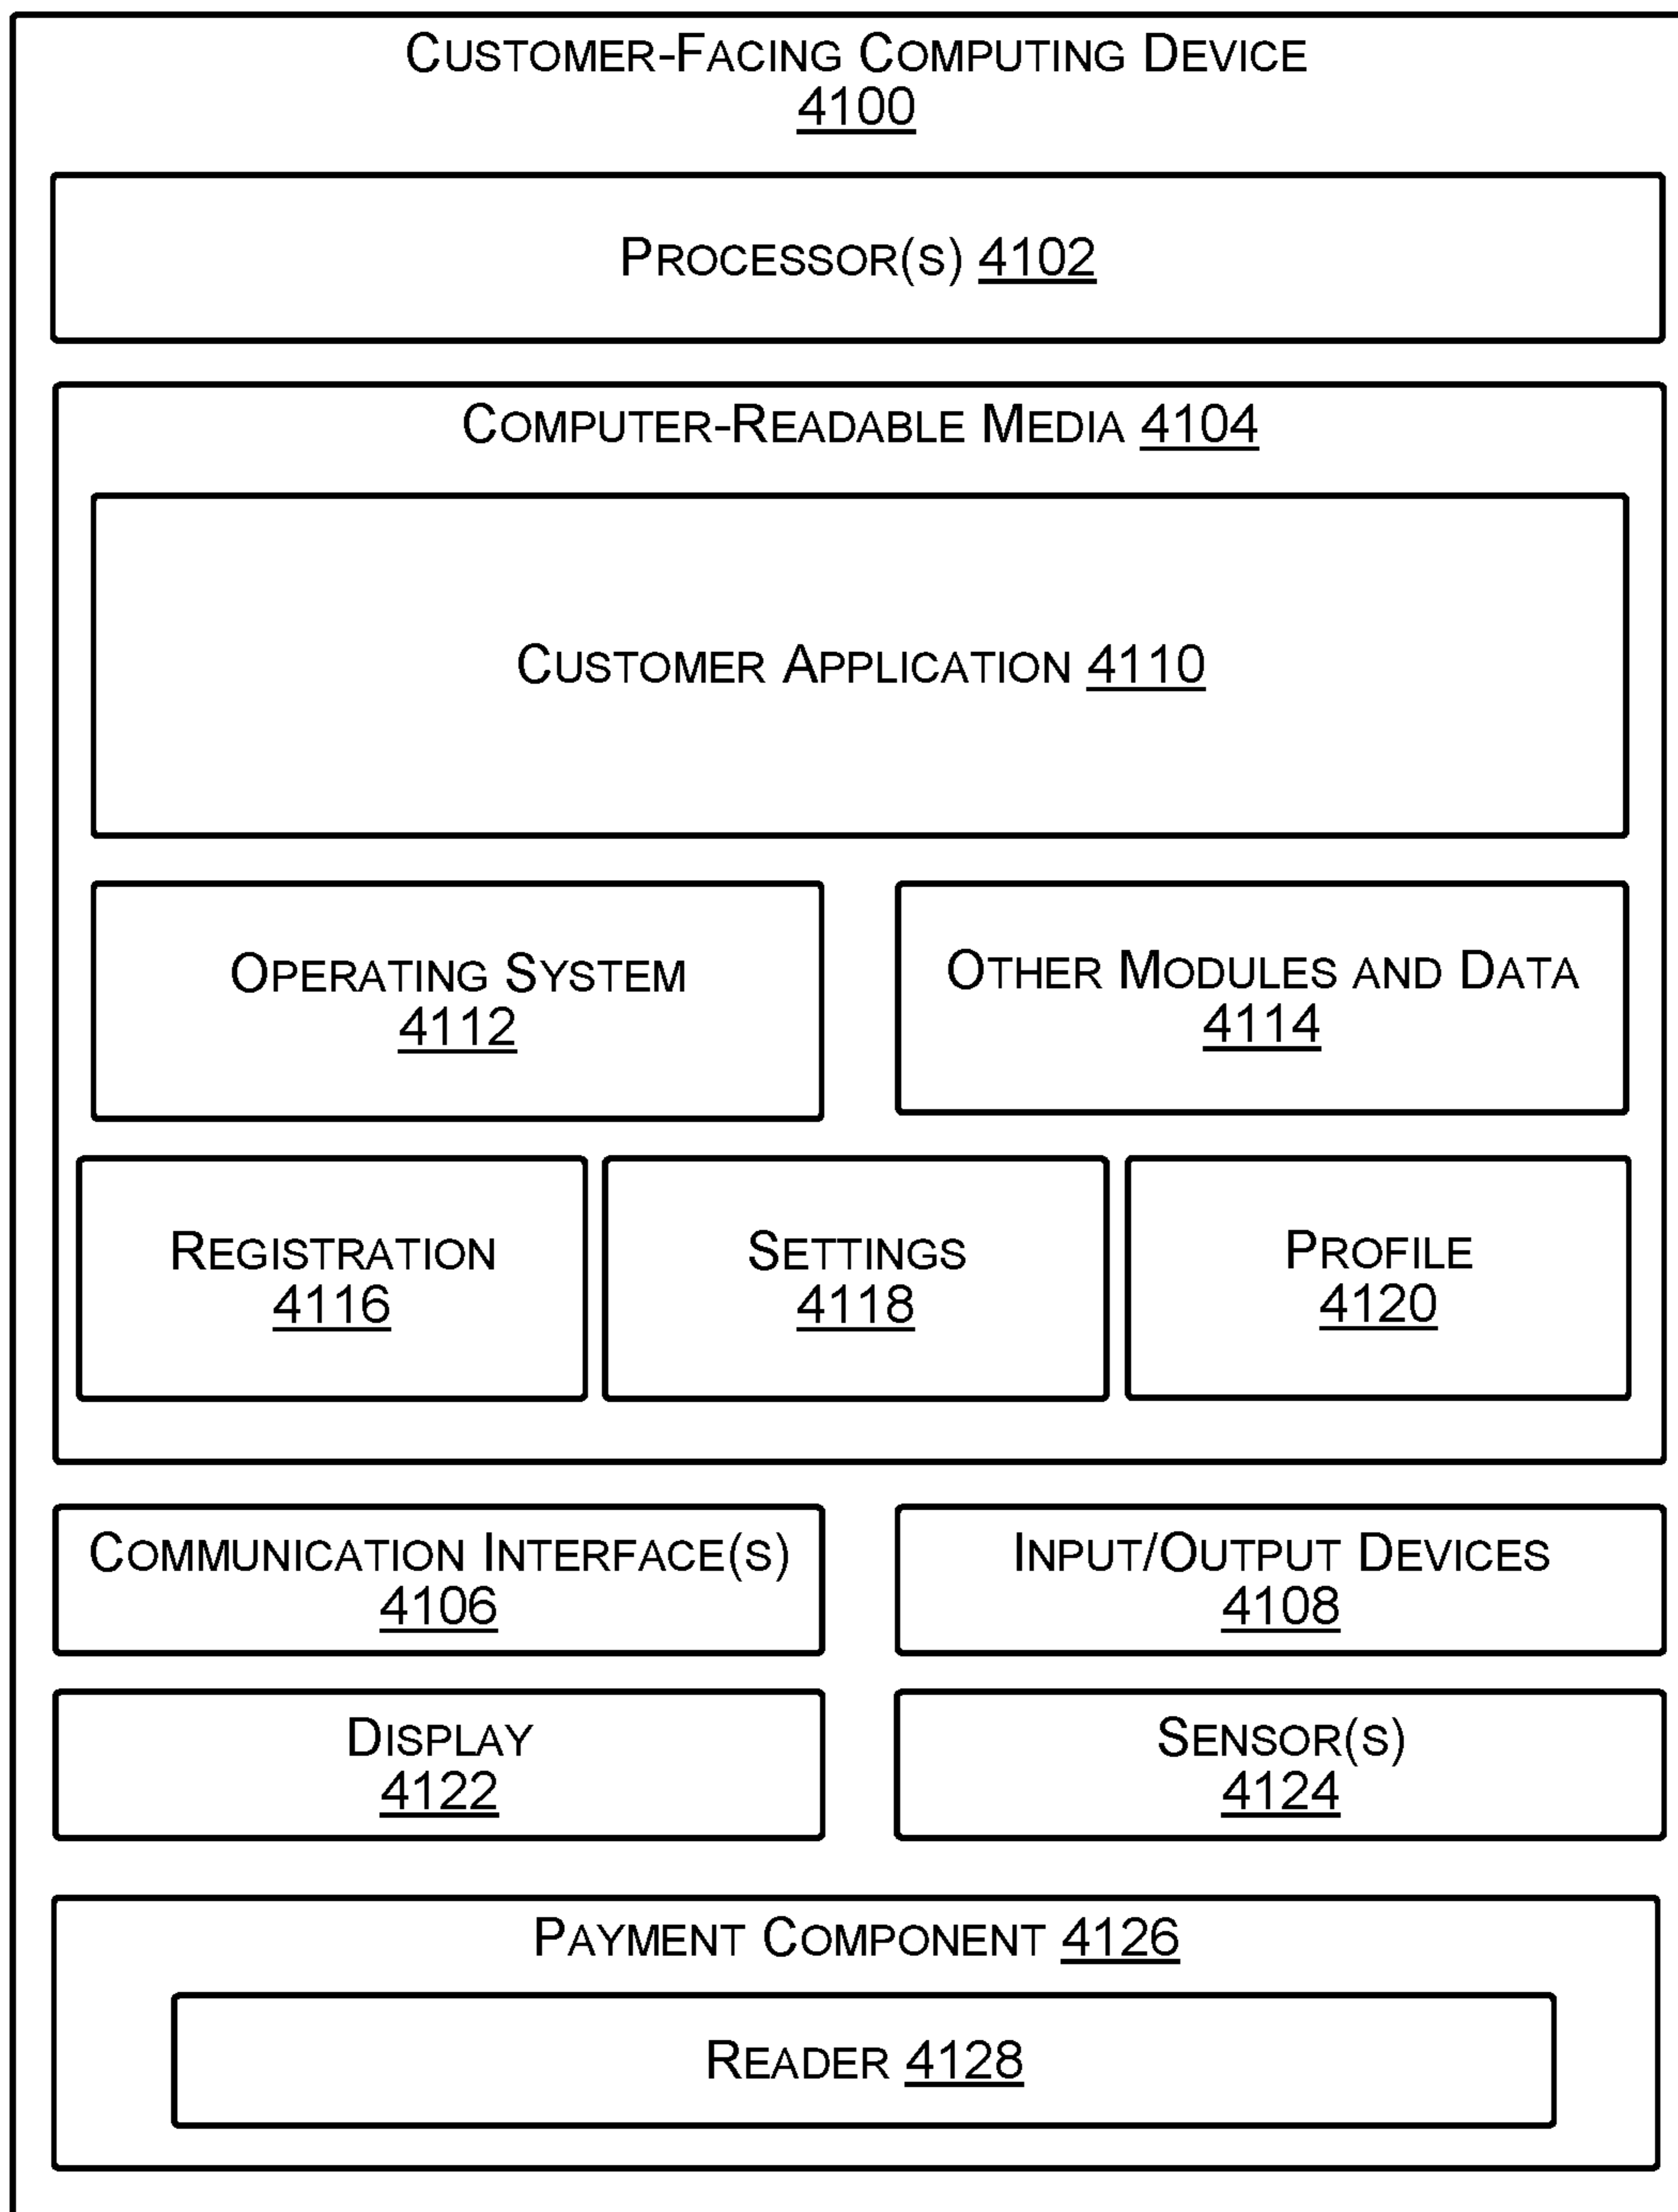 CUSTOMER-FACING COMPUTING DEVICE
4100
PROCESSOR(S) 4102
COMPUTER-READABLE MEDIA 4104
CUSTOMER APPLICATION 4110
OPERATING SYSTEM
4112
OTHER MODULES AND DATA
4114
REGISTRATION
4116
SETTINGS
4118
PROFILE
4120
COMMUNICATION INTERFACE(S)
4106
INPUT/OUTPUT DEVICES
4108
DISPLAY
4122
SENSOR(S)
4124
PAYMENT COMPONENT 4126
READER 4128